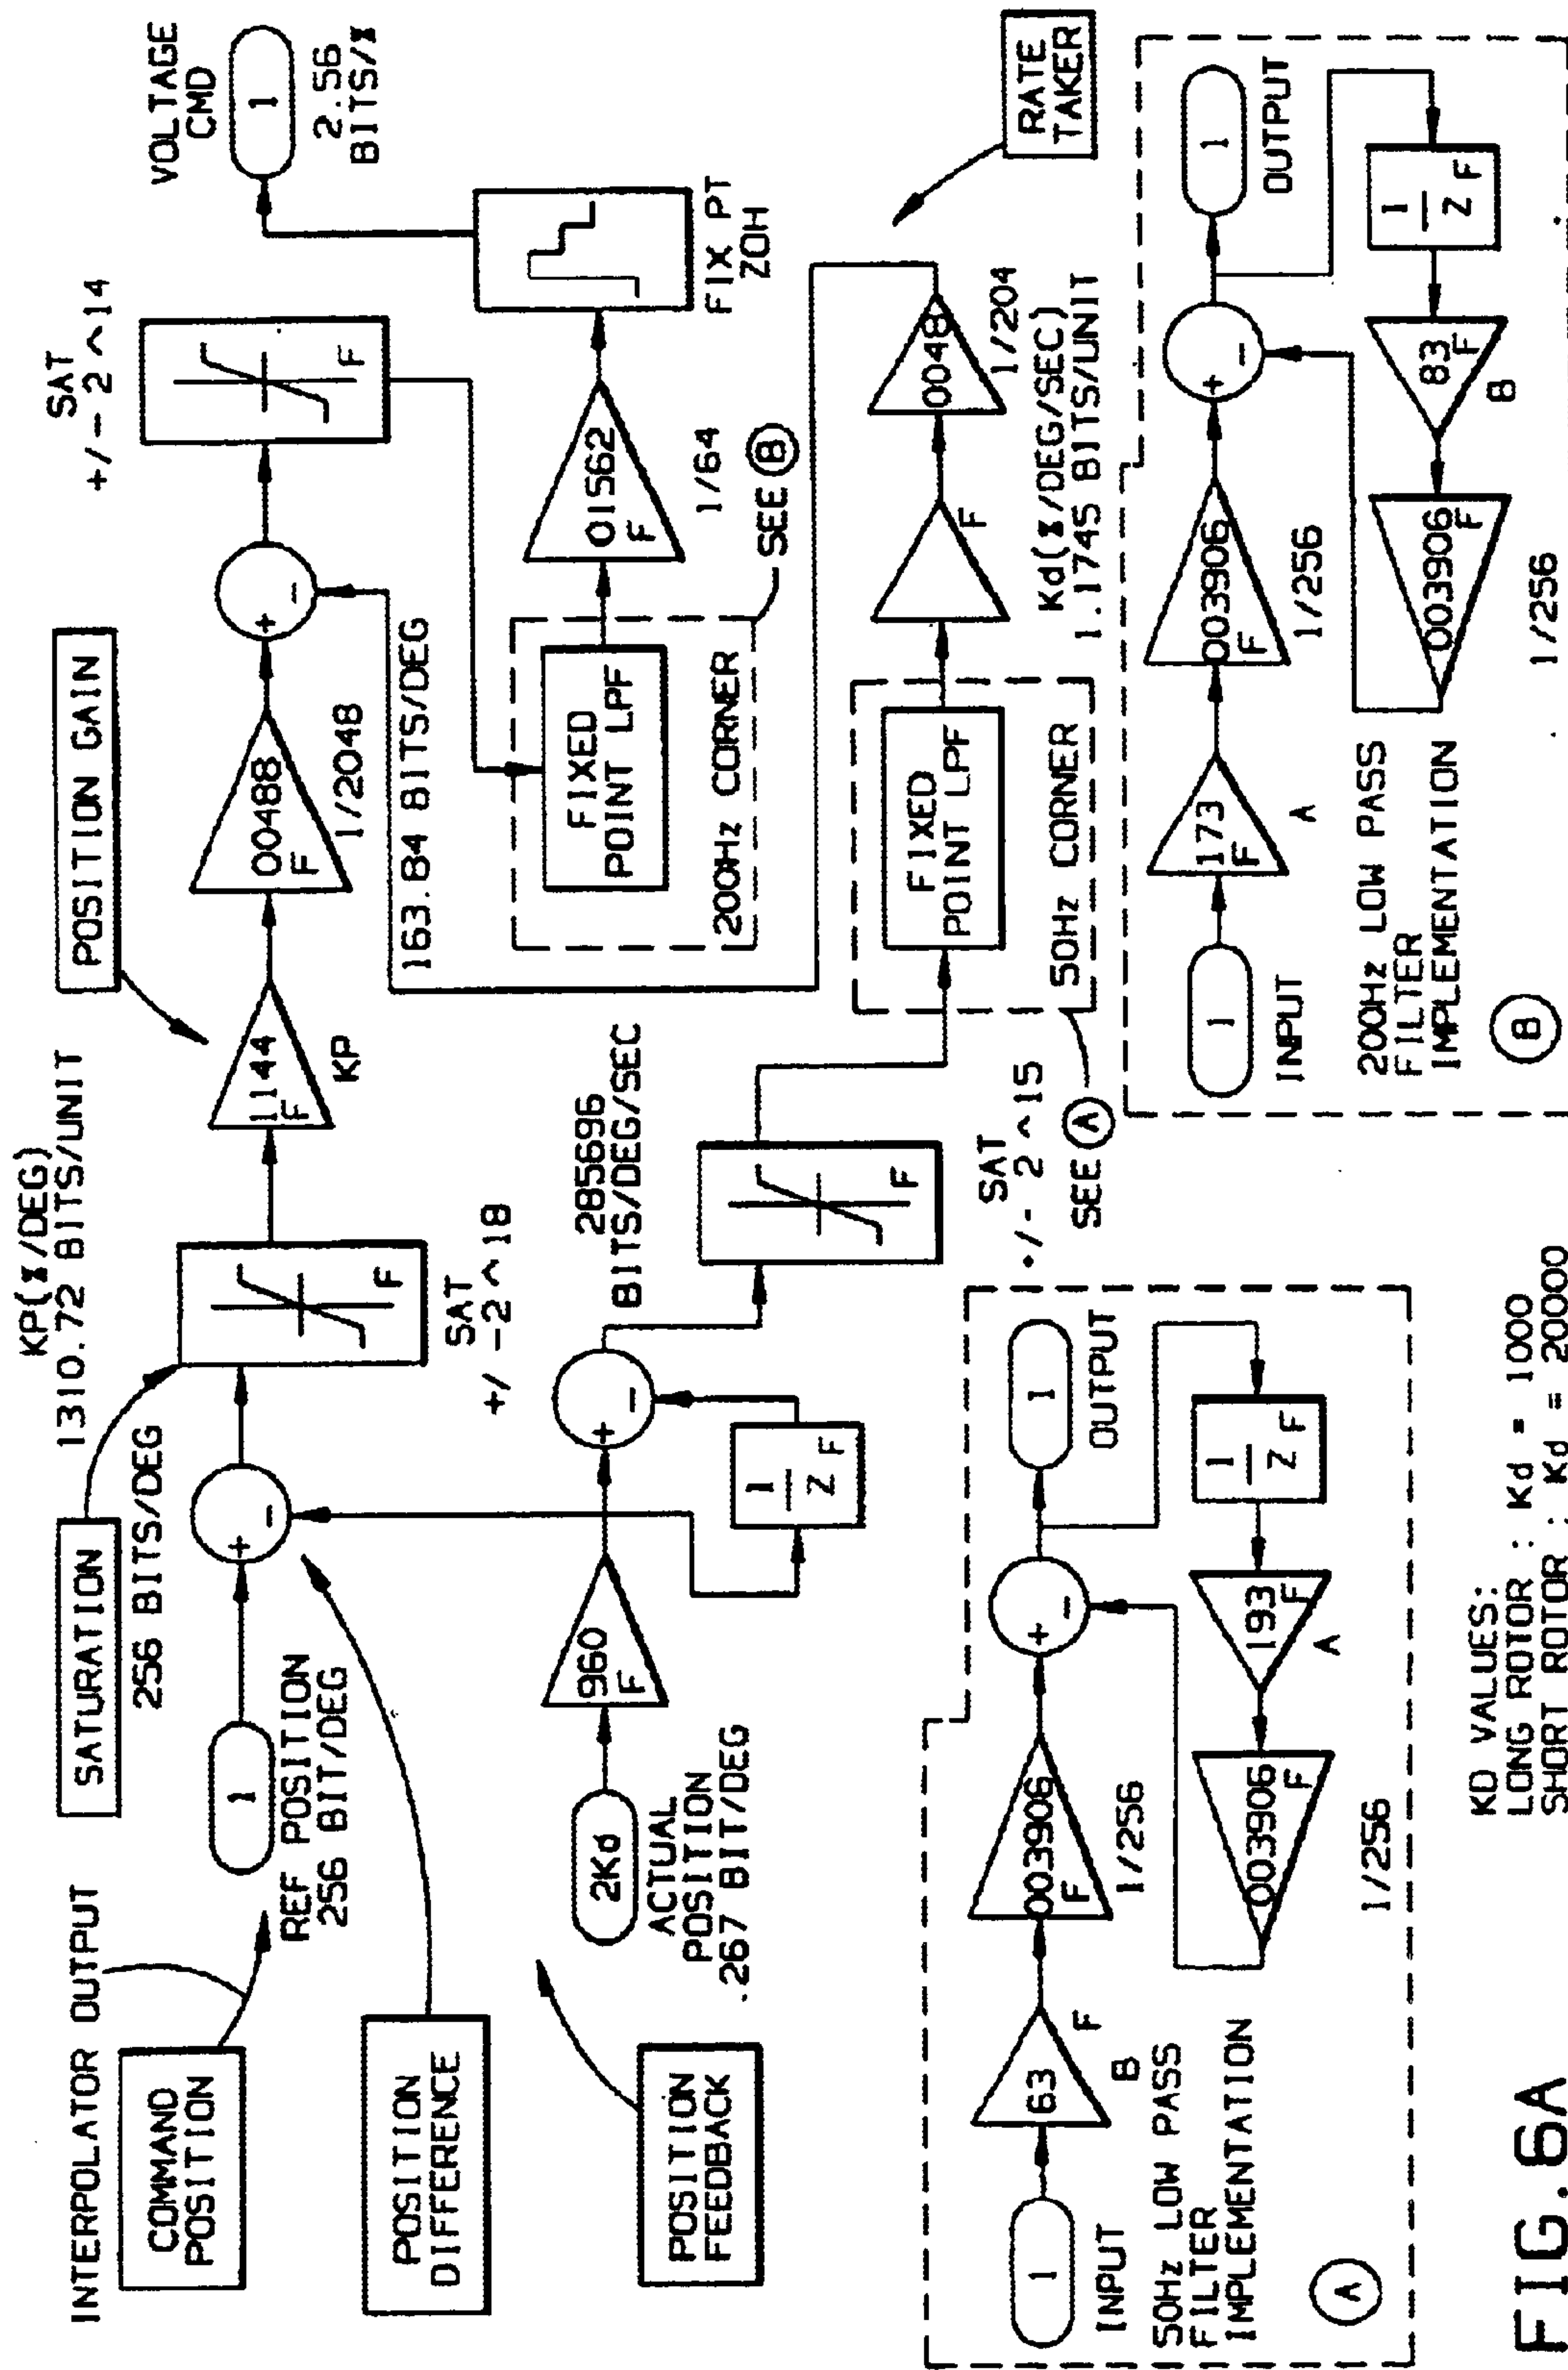 INTERPOLATOR OUTPUT
COMMAND
POSITION
POSITION
DIFFERENCE
POSITION
FEEDBACK
SATURATION
256 BITS/DEG
1
REF POSITION
256 BIT/DEG
+
-
KP(%/DEG)
1310.72 BITS/UNIT
F
SAT
+/ -2^18
POSITION GAIN
1144
F
KP
00488
F
1/2048
163.84 BITS/DEG
+
-
SAT
+/- 2^14
F
VOLTAGE
CMD
1
2.56
BITS/%
FIXED
POINT LPF
200Hz CORNER
SEE B
01562
F
1/64
FIX PT
ZOH
2Kd
ACTUAL
POSITION
.267 BIT/DEG
960
F
+
-
1
Z
F
285696
BITS/DEG/SEC
F
SAT
+/- 2^15
SEE A
FIXED
POINT LPF
50Hz CORNER
F
Kd(%/DEG/SEC)
1.1745 BITS/UNIT
0048
1/204
RATE
TAKER
1
INPUT
63
F
B
003906
F
1/256
+
-
1
OUTPUT
1
Z
F
193
F
A
003906
F
1/256
50Hz LOW PASS
FILTER
IMPLEMENTATION
A
1
INPUT
173
F
A
003906
F
1/256
+
-
1
OUTPUT
1
Z
F
83
F
B
003906
F
1/256
200Hz LOW PASS
FILTER
IMPLEMENTATION
B
KD VALUES:
LONG ROTOR : Kd = 1000
SHORT ROTOR : Kd = 20000
FIG.6A